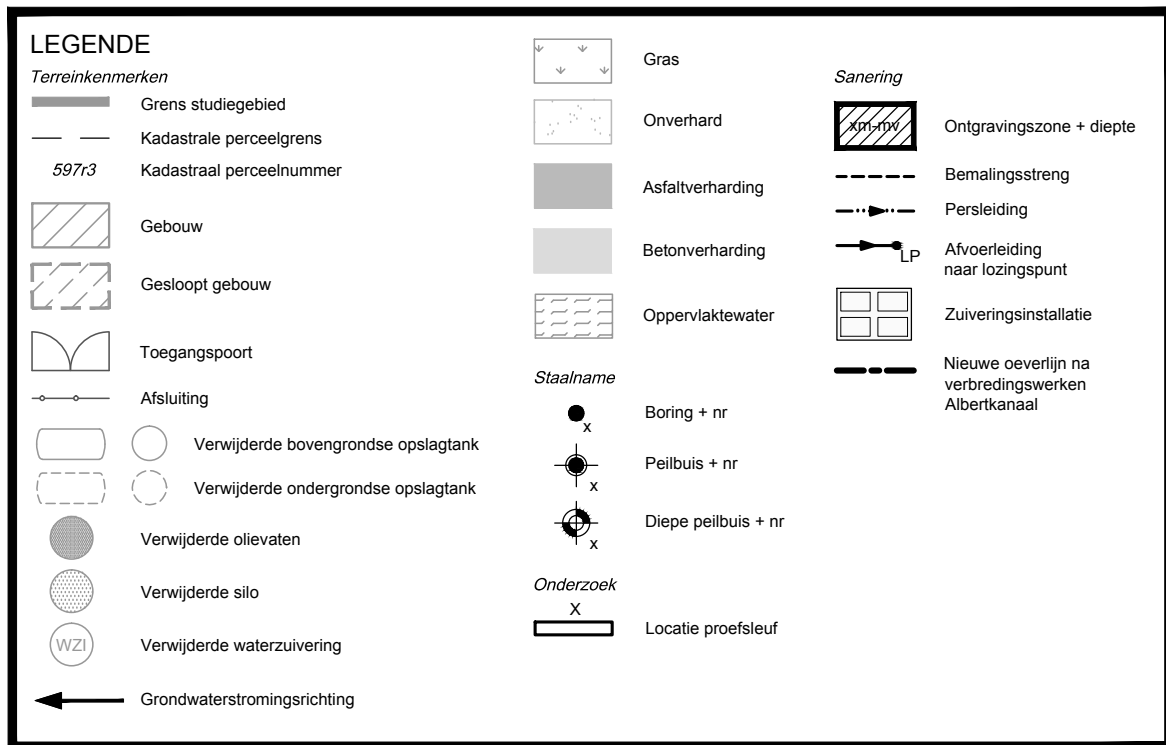 LEGENDE
Terreinkenmerken
Grens studiegebied
Kadastrale perceelgrens
597r3 Kadastraal perceelnummer
Gebouw
Gesloopt gebouw
Toegangspoort
Afsluiting
Verwijderde bovengrondse opslagtank
Verwijderde ondergrondse opslagtank
Verwijderde olievaten
Verwijderde silo
WZI Verwijderde waterzuivering
Grondwaterstromingsrichting
Gras
Onverhard
Asfaltverharding
Betonverharding
Oppervlaktewater
Staalname
x Boring + nr
x Peilbuis + nr
x Diepe peilbuis + nr
Onderzoek
X
Locatie proefsleuf
Sanering
xm-mv Ontgravingszone + diepte
Bemalingsstreng
Persleiding
LP Afvoerleiding
naar lozingspunt
Zuiveringsinstallatie
Nieuwe oeverlijn na
verbredingswerken
Albertkanaal